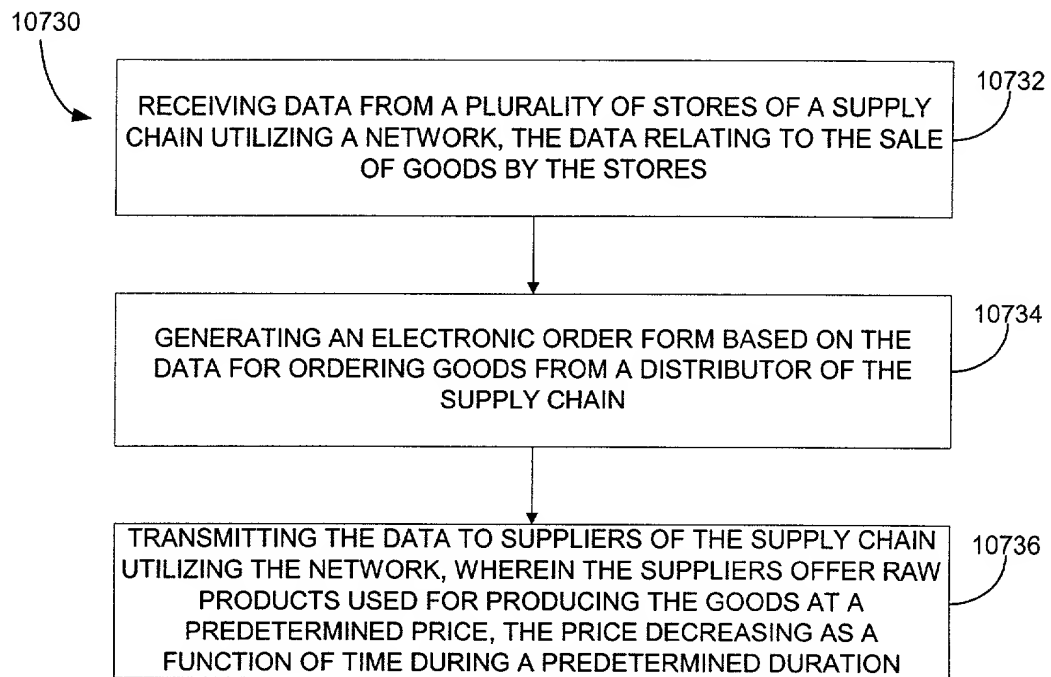 10730
10732
RECEIVING DATA FROM A PLURALITY OF STORES OF A SUPPLY
CHAIN UTILIZING A NETWORK, THE DATA RELATING TO THE SALE
OF GOODS BY THE STORES
10734
GENERATING AN ELECTRONIC ORDER FORM BASED ON THE
DATA FOR ORDERING GOODS FROM A DISTRIBUTOR OF THE
SUPPLY CHAIN
10736
TRANSMITTING THE DATA TO SUPPLIERS OF THE SUPPLY CHAIN
UTILIZING THE NETWORK, WHEREIN THE SUPPLIERS OFFER RAW
PRODUCTS USED FOR PRODUCING THE GOODS AT A
PREDETERMINED PRICE, THE PRICE DECREASING AS A
FUNCTION OF TIME DURING A PREDETERMINED DURATION